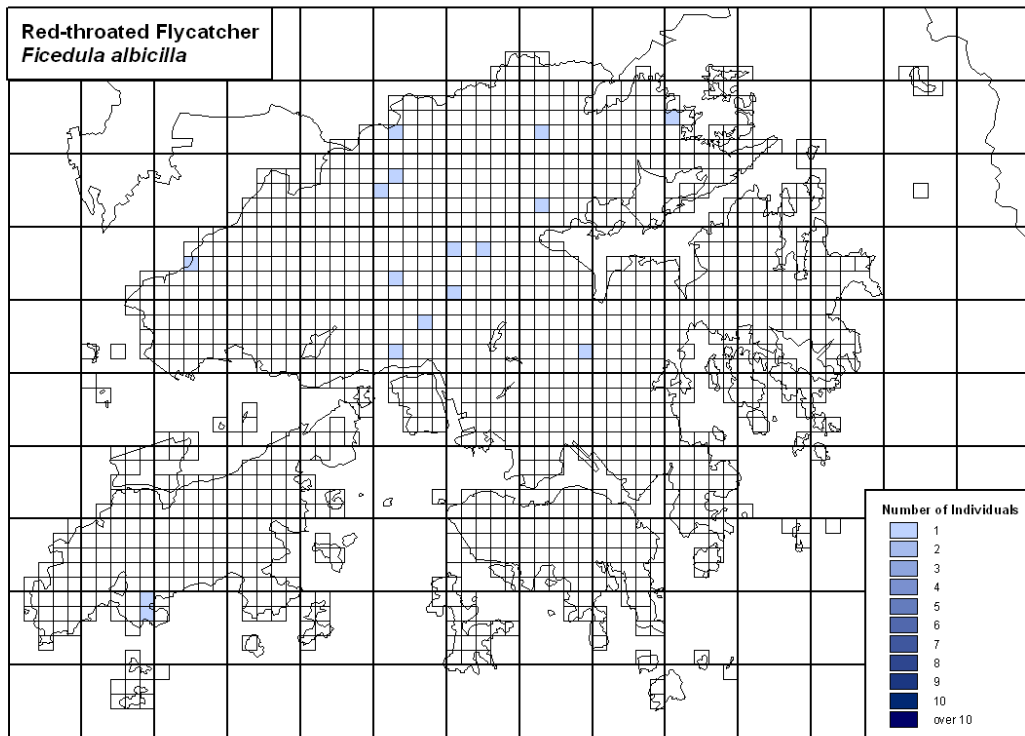 Red-throated Flycatcher
Ficedula albicilla
Number of Individuals
1
2
3
4
5
6
7
8
9
10
over 10